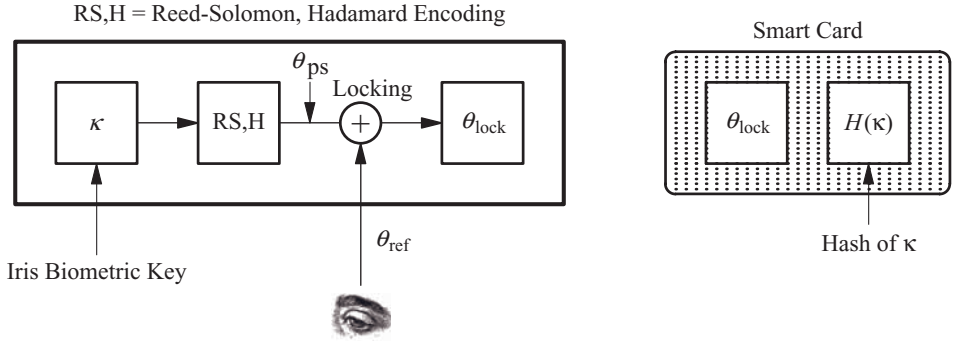 RS,H = Reed-Solomon, Hadamard Encoding
Smart Card
θps
Locking
κ
RS,H
+
θlock
θlock
H(κ)
θref
Iris Biometric Key
Hash of κ